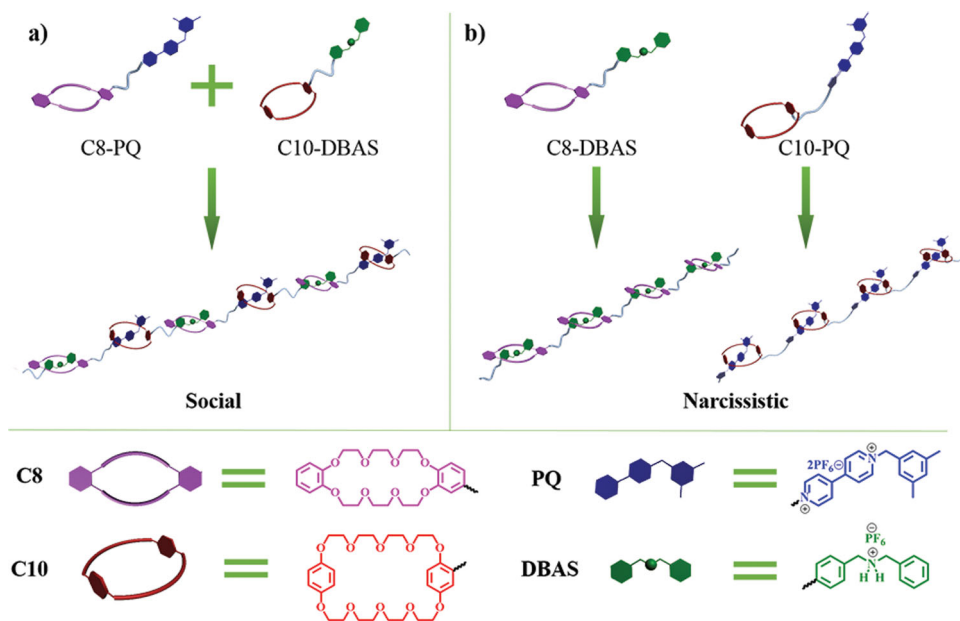 a)
b)
C8-PQ
C10-DBAS
C8-DBAS
C10-PQ
Social
Narcissistic
C8
O O O O
O O O O
PQ
2PF6⊖
N⊕
N⊕
C10
O O O
O O
O O
O O O
DBAS
⊖
PF6
⊕
N
H H